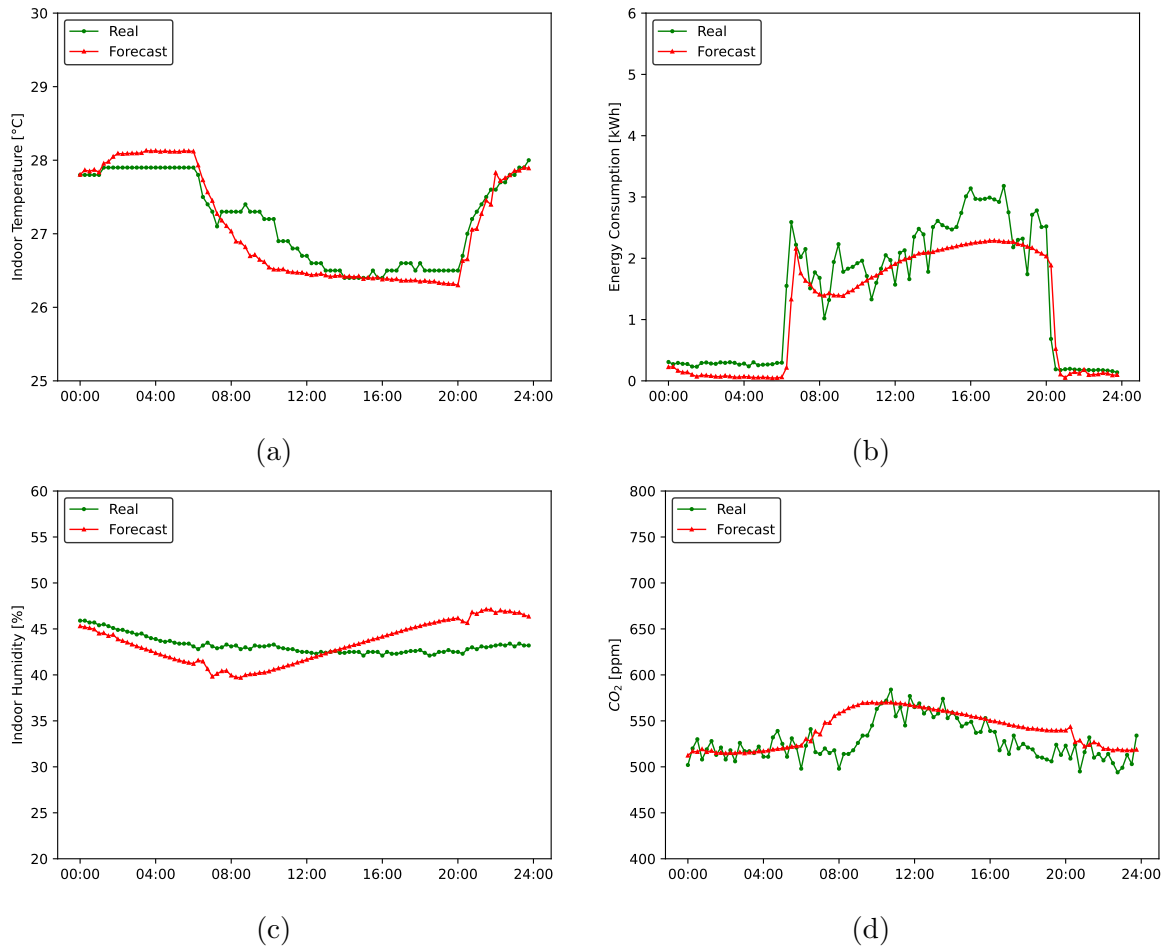 30
29
28
27
26
25
Indoor Temperature [°C]
Real
Forecast
00:00 04:00 08:00 12:00 16:00 20:00 24:00
(a)
6
5
4
3
2
1
0
Energy Consumption [kWh]
Real
Forecast
00:00 04:00 08:00 12:00 16:00 20:00 24:00
(b)
60
55
50
45
40
35
30
25
20
Indoor Humidity [%]
Real
Forecast
00:00 04:00 08:00 12:00 16:00 20:00 24:00
(c)
800
750
700
650
600
550
500
450
400
CO₂ [ppm]
Real
Forecast
00:00 04:00 08:00 12:00 16:00 20:00 24:00
(d)